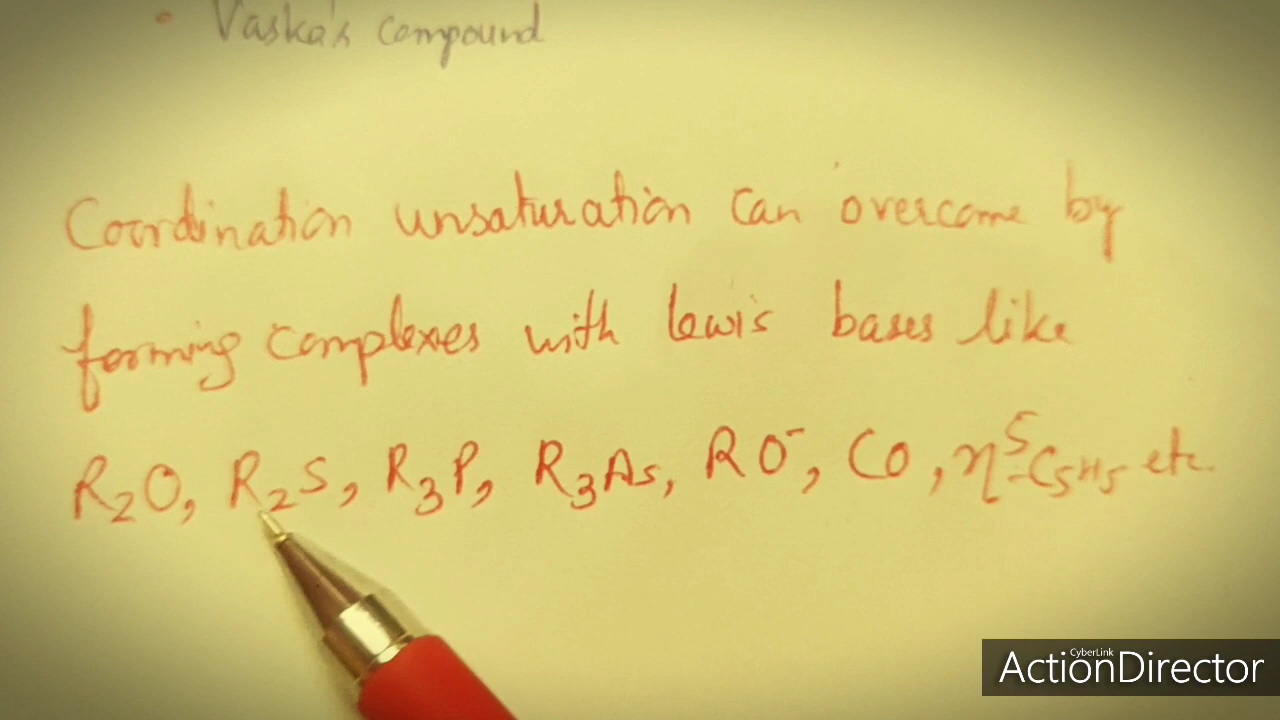 • Vaska's compound
Coordination unsaturation can overcome by
forming complexes with lewis bases like
R₂O, R₂S, R₃P, R₃As, RO⁻, CO, η⁵-C₅H₅ etc.
CyberLink
ActionDirector